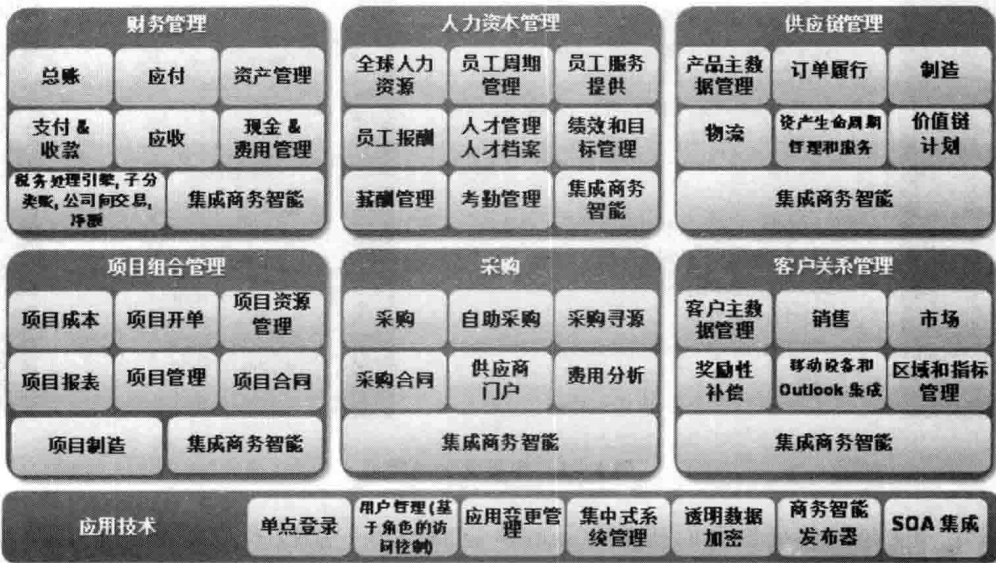 财务管理
总账
应付
资产管理
支付 &
收款
应收
现金 &
费用管理
税务处理引擎, 子分
类账, 公司间交易,
净额
集成商务智能
人力资本管理
全球人力
资源
员工周期
管理
员工服务
提供
员工报酬
人才管理
人才档案
绩效和目
标管理
薪酬管理
考勤管理
集成商务
智能
供应链管理
产品主数
据管理
订单履行
制造
物流
资产生命周期
管理和服务
价值链
计划
集成商务智能
项目组合管理
项目成本
项目开单
项目资源
管理
项目报表
项目管理
项目合同
项目制造
集成商务智能
采购
采购
自助采购
采购寻源
采购合同
供应商
门户
费用分析
集成商务智能
客户关系管理
客户主数
据管理
销售
市场
奖励性
补偿
移动设备和
Outlook 集成
区域和指标
管理
集成商务智能
应用技术
单点登录
用户管理(基
于角色的访
问控制)
应用变更管
理
集中式系
统管理
透明数据
加密
商务智能
发布器
SOA 集成